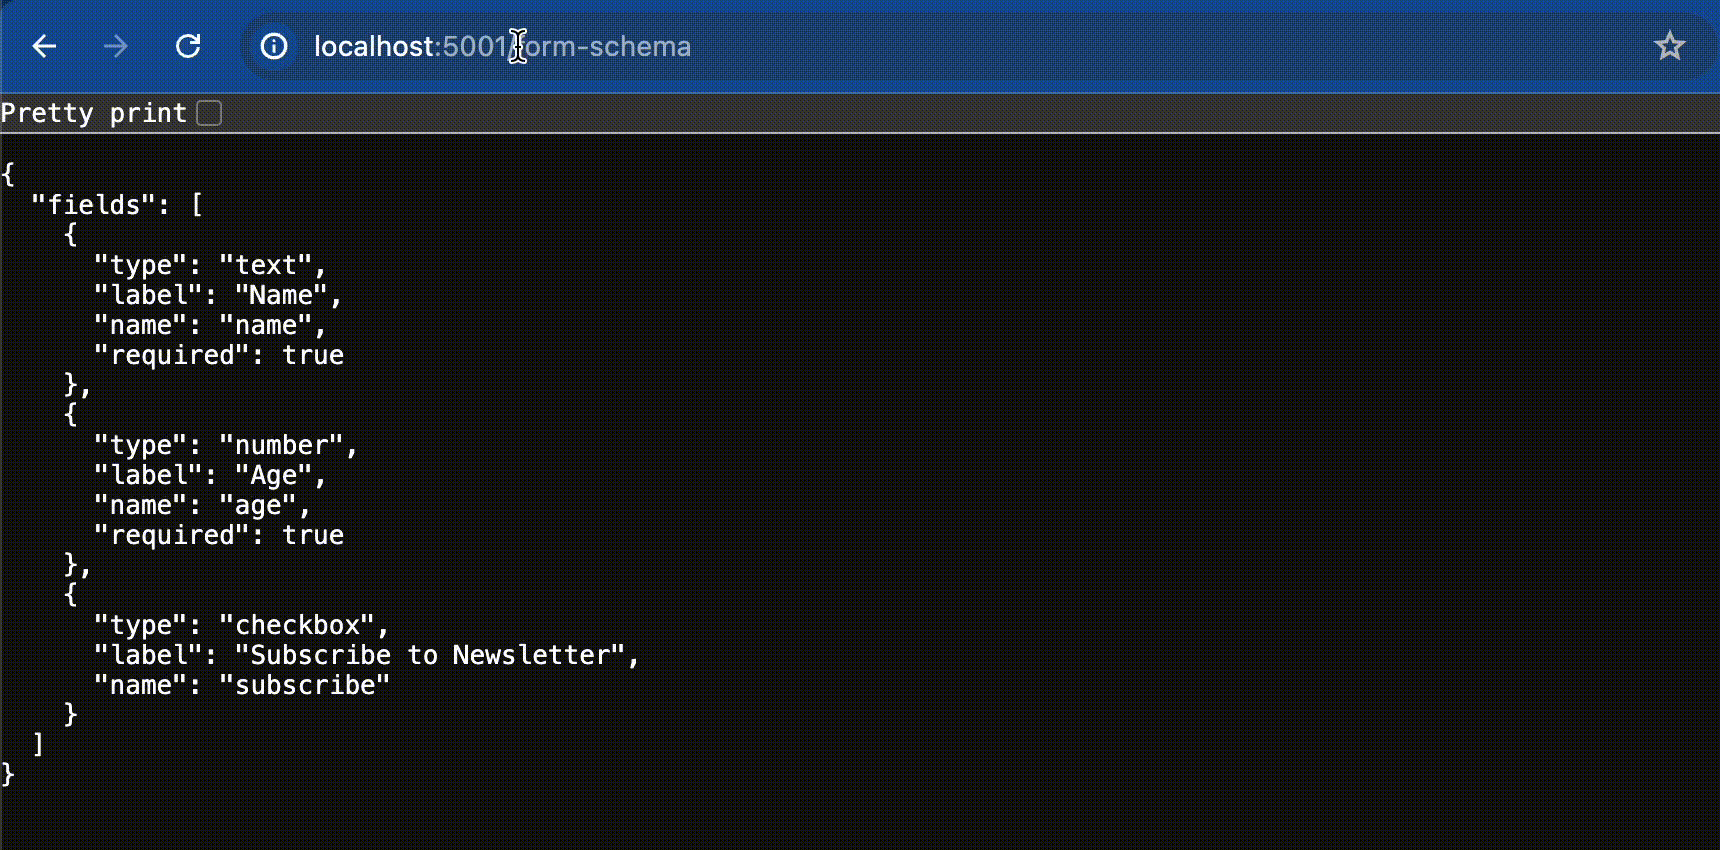 localhost:5001/form-schema
Pretty print
{
  "fields": [
    {
      "type": "text",
      "label": "Name",
      "name": "name",
      "required": true
    },
    {
      "type": "number",
      "label": "Age",
      "name": "age",
      "required": true
    },
    {
      "type": "checkbox",
      "label": "Subscribe to Newsletter",
      "name": "subscribe"
    }
  ]
}